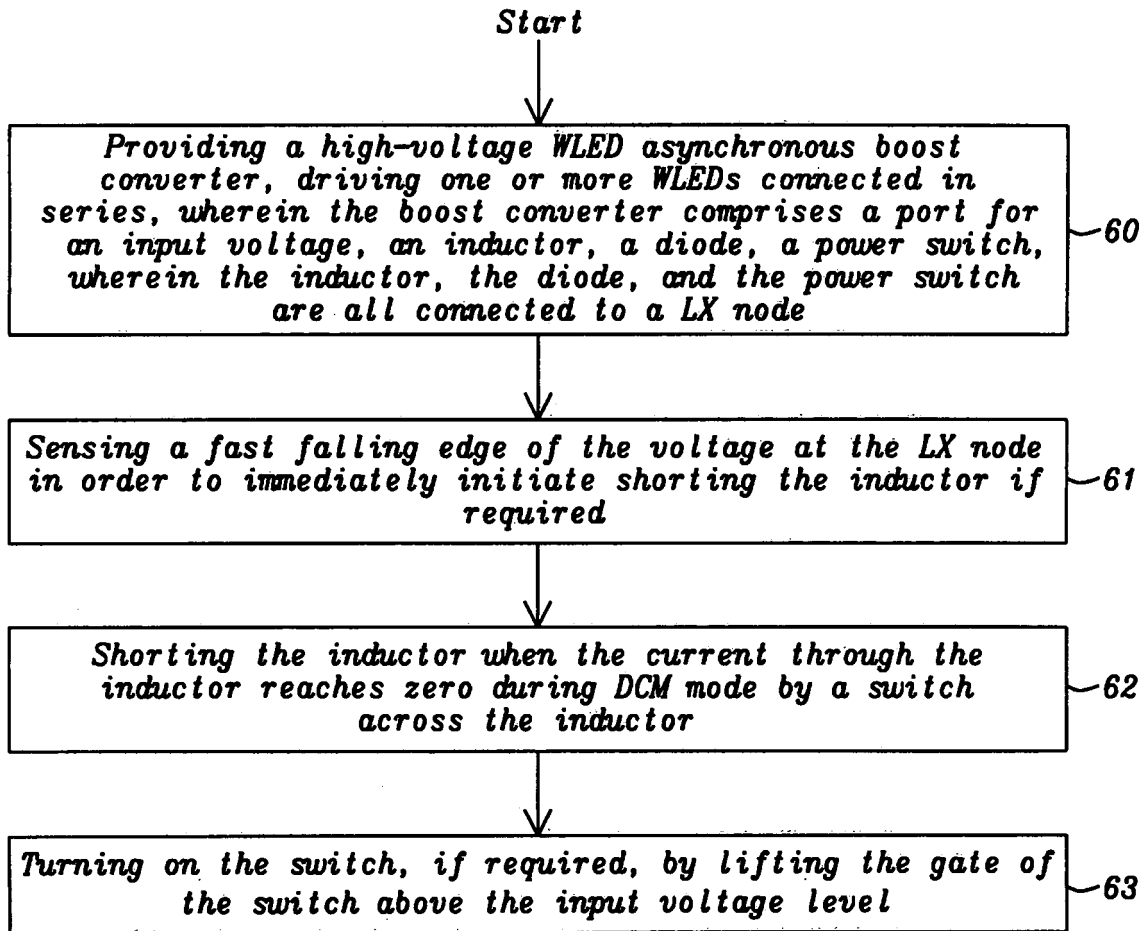 Start
Providing a high-voltage WLED asynchronous boost
converter, driving one or more WLEDs connected in
series, wherein the boost converter comprises a port for
an input voltage, an inductor, a diode, a power switch,
wherein the inductor, the diode, and the power switch
are all connected to a LX node
60
Sensing a fast falling edge of the voltage at the LX node
in order to immediately initiate shorting the inductor if
required
61
Shorting the inductor when the current through the
inductor reaches zero during DCM mode by a switch
across the inductor
62
Turning on the switch, if required, by lifting the gate of
the switch above the input voltage level
63